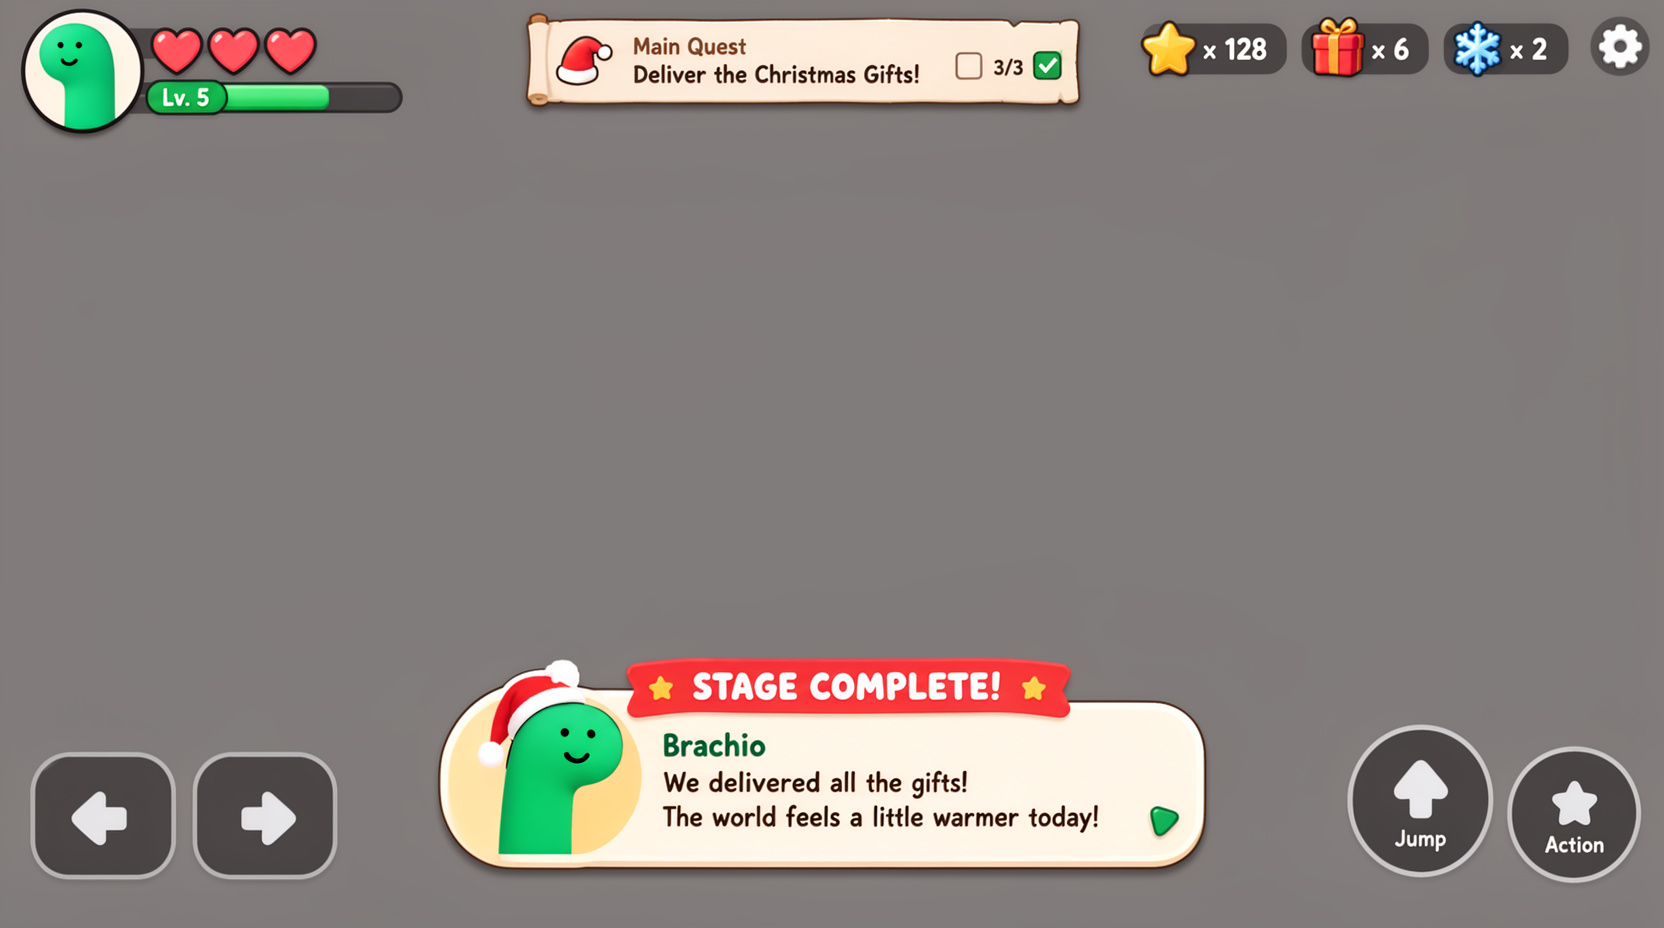 Lv. 5
Main Quest
Deliver the Christmas Gifts!
3/3
x 128
x 6
x 2
STAGE COMPLETE!
Brachio
We delivered all the gifts!
The world feels a little warmer today!
Jump
Action